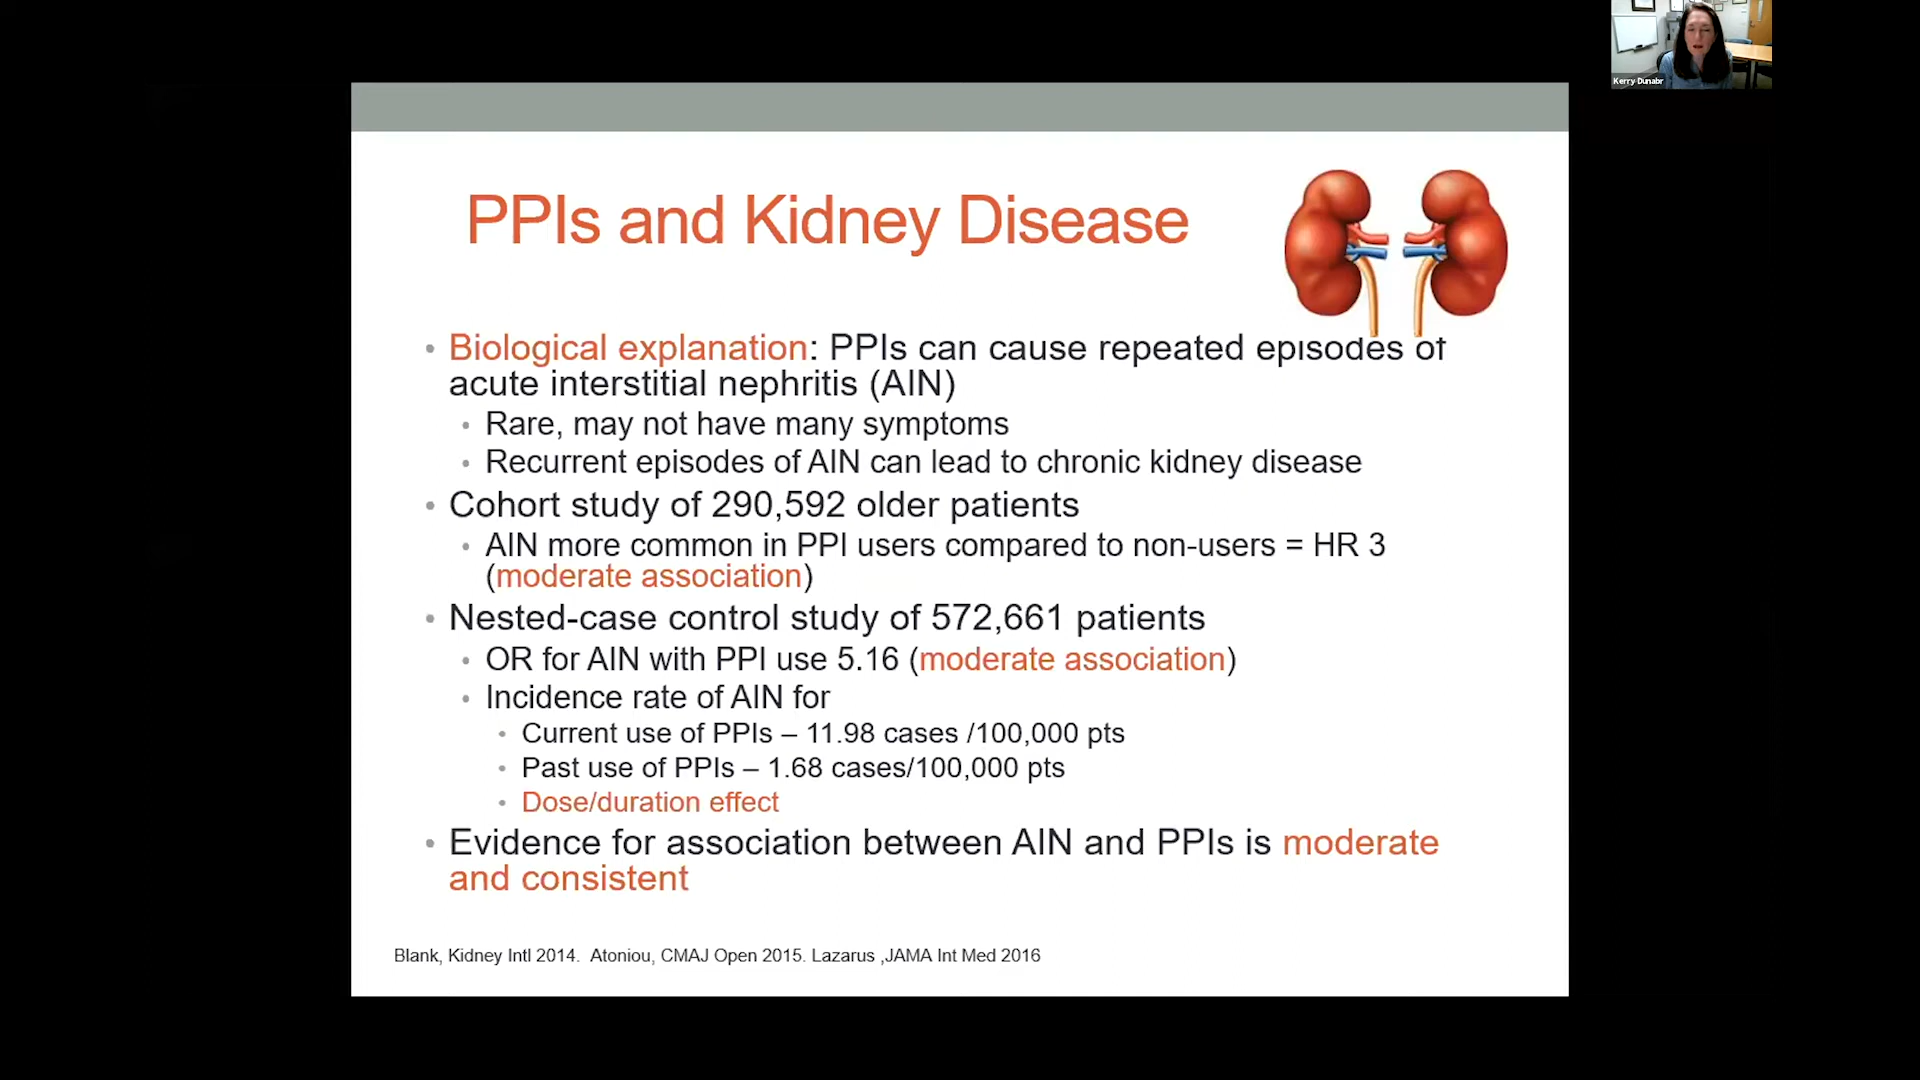 Kerry Dunabr
PPIs and Kidney Disease
• Biological explanation: PPIs can cause repeated episodes of
acute interstitial nephritis (AIN)
• Rare, may not have many symptoms
• Recurrent episodes of AIN can lead to chronic kidney disease
• Cohort study of 290,592 older patients
• AIN more common in PPI users compared to non-users = HR 3
(moderate association)
• Nested-case control study of 572,661 patients
• OR for AIN with PPI use 5.16 (moderate association)
• Incidence rate of AIN for
• Current use of PPIs – 11.98 cases /100,000 pts
• Past use of PPIs – 1.68 cases/100,000 pts
• Dose/duration effect
• Evidence for association between AIN and PPIs is moderate
and consistent
Blank, Kidney Intl 2014. Atoniou, CMAJ Open 2015. Lazarus ,JAMA Int Med 2016